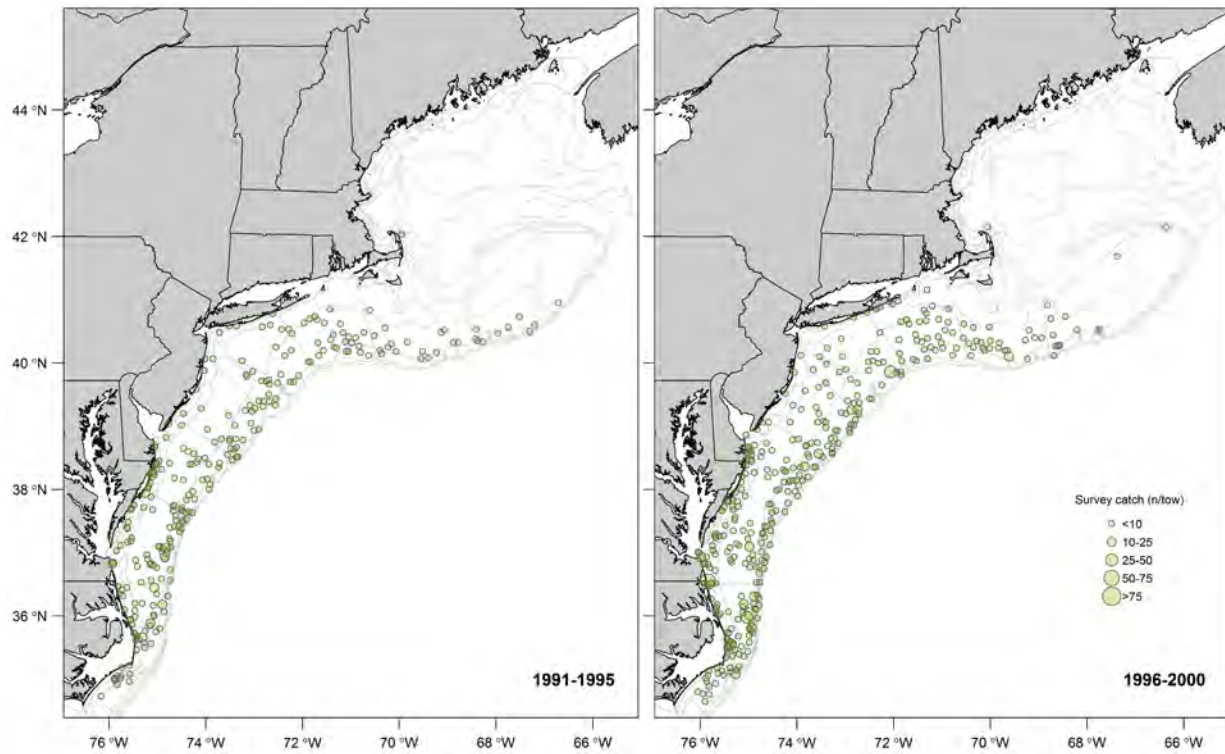 44 °N
42 °N
40 °N
38 °N
36 °N
1991-1995
1996-2000
Survey catch (n/tow)
<10
10-25
25-50
50-75
>75
76 °W
74 °W
72 °W
70 °W
68 °W
66 °W
76 °W
74 °W
72 °W
70 °W
68 °W
66 °W